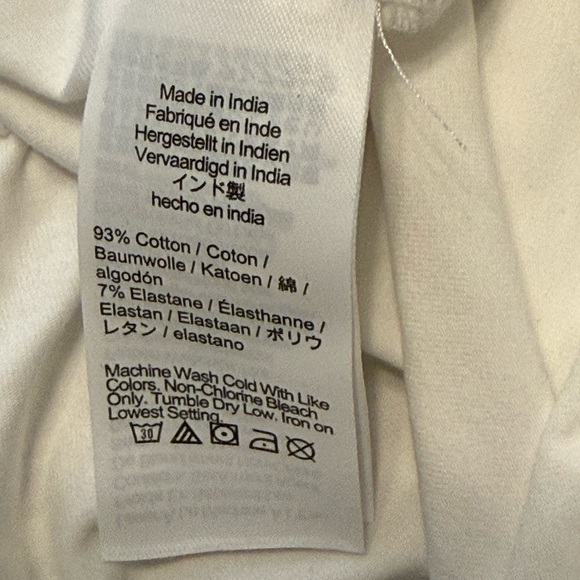 Made in India
Fabriqué en Inde
Hergestellt in Indien
Vervaardigd in India
インド製
hecho en india
93% Cotton / Coton /
Baumwolle / Katoen / 綿 /
algodón
7% Elastane / Élasthanne /
Elastan / Elastaan / ポリウ
レタン / elastano
Machine Wash Cold With Like
Colors. Non-Chlorine Bleach
Only. Tumble Dry Low. Iron on
Lowest Setting.
30